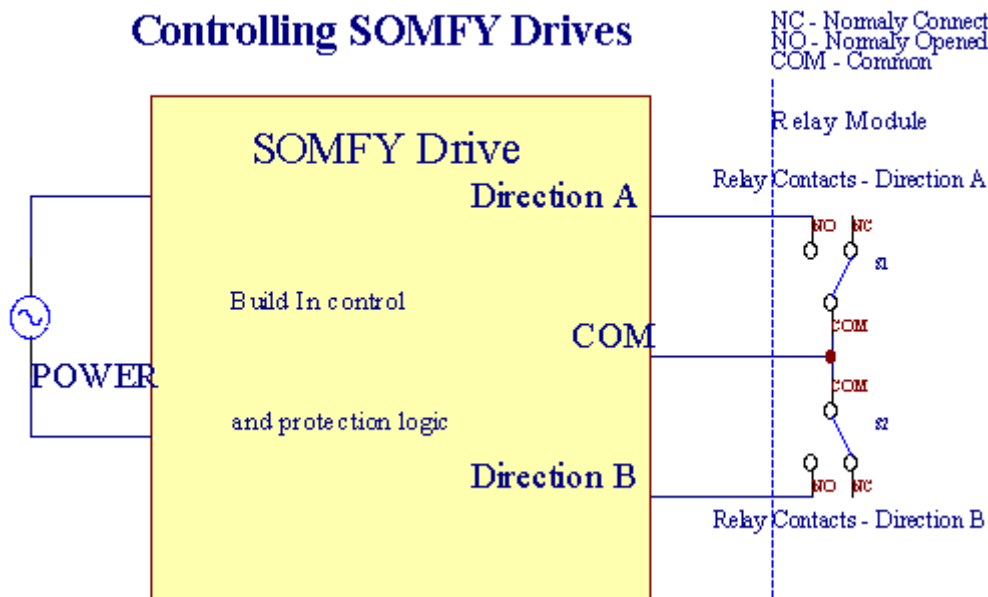 Controlling SOMFY Drives
NC - Normaly Connect
NO - Normaly Opened
COM - Common
Relay Module
SOMFY Drive
Relay Contacts - Direction A
Direction A
NO NC
S1
Build In control
COM
COM
POWER
COM
and protection logic
S2
Direction B
NO NC
Relay Contacts - Direction B